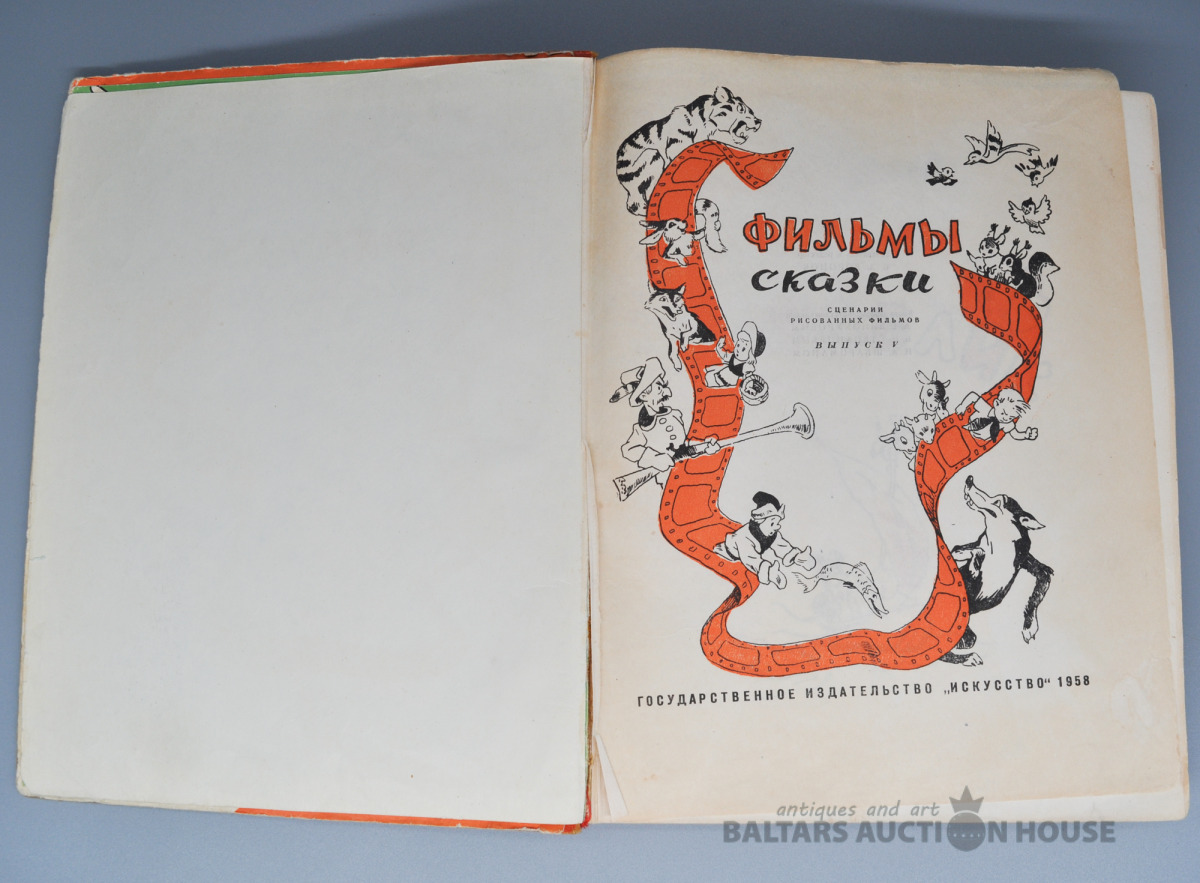 ФИЛЬМЫ
сказки
СЦЕНАРИИ
РИСОВАННЫХ ФИЛЬМОВ
ВЫПУСК V
ГОСУДАРСТВЕННОЕ ИЗДАТЕЛЬСТВО „ИСКУССТВО" 1958
antiques and art
BALTARS AUCTION HOUSE